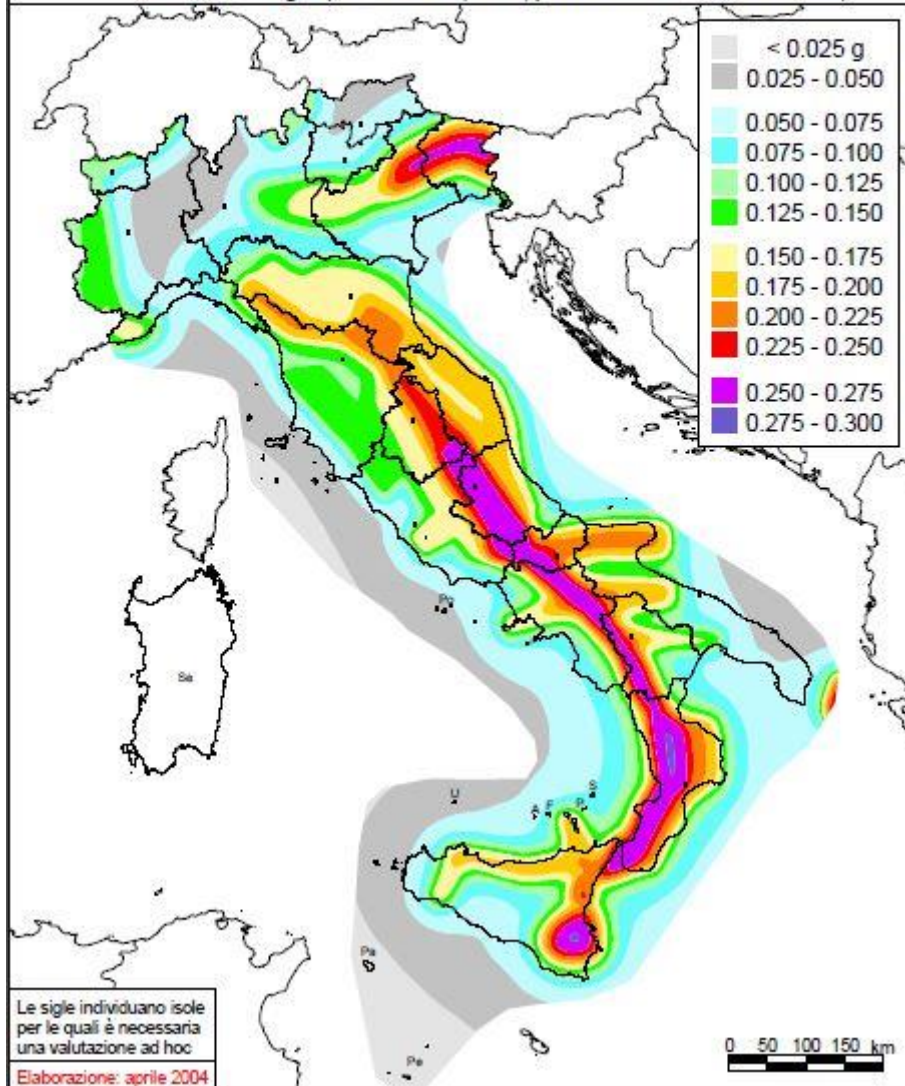 < 0.025 g
0.025 - 0.050
0.050 - 0.075
0.075 - 0.100
0.100 - 0.125
0.125 - 0.150
0.150 - 0.175
0.175 - 0.200
0.200 - 0.225
0.225 - 0.250
0.250 - 0.275
0.275 - 0.300
Po
Sa
U
A
F
P
S
Pa
Pe
Le sigle individuano isole
per le quali è necessaria
una valutazione ad hoc
Elaborazione: aprile 2004
0 50 100 150 km